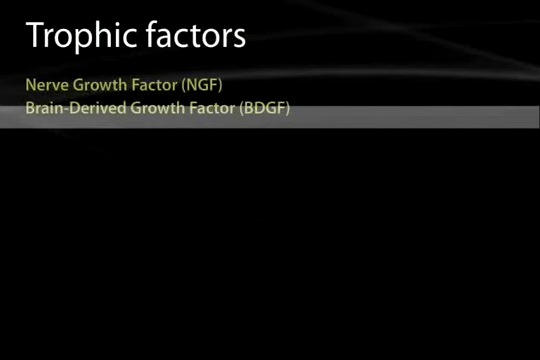 Trophic factors
Nerve Growth Factor (NGF)
Brain-Derived Growth Factor (BDGF)